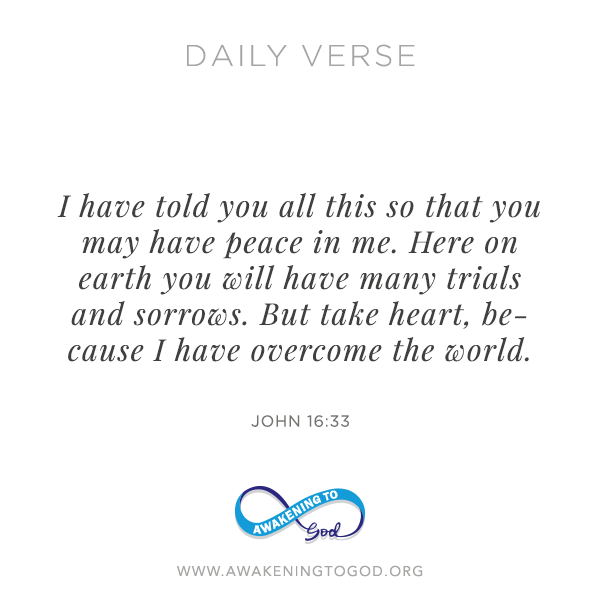 DAILY VERSE
I have told you all this so that you
may have peace in me. Here on
earth you will have many trials
and sorrows. But take heart, be-
cause I have overcome the world.
JOHN 16:33
AWAKENING TO
God
WWW.AWAKENINGTOGOD.ORG